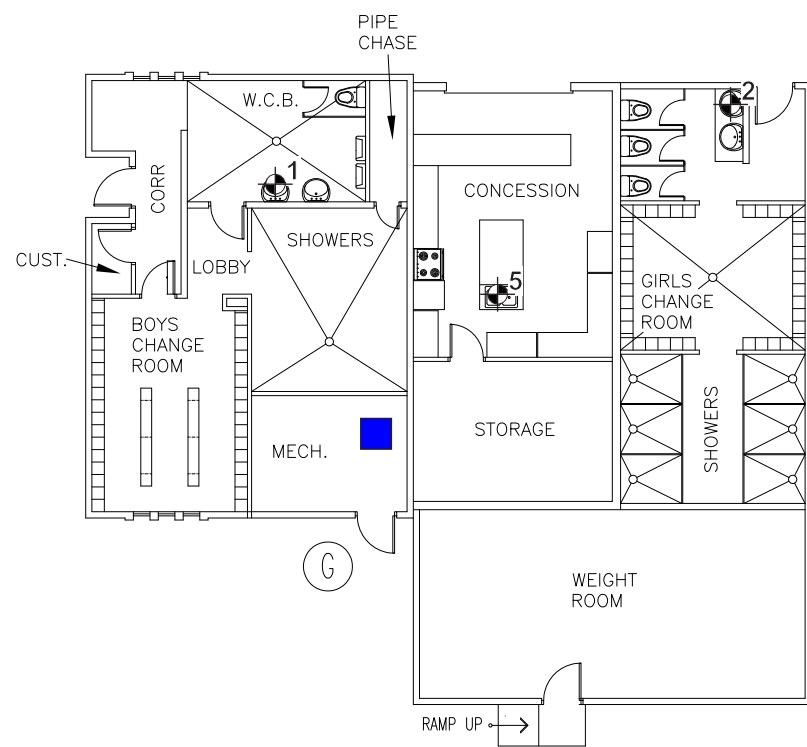 PIPE
CHASE
W.C.B.
2
1
CORR
CONCESSION
SHOWERS
CUST.
LOBBY
5
GIRLS
CHANGE
ROOM
BOYS
CHANGE
ROOM
SHOWERS
STORAGE
MECH.
G
WEIGHT
ROOM
RAMP UP